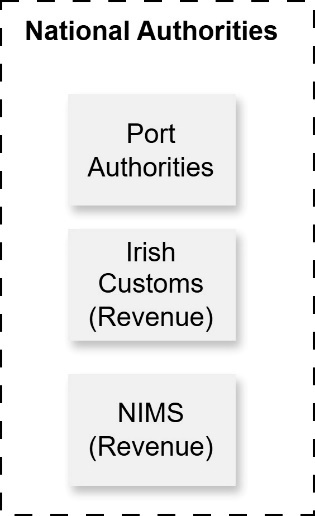 National Authorities
Port
Authorities
Irish
Customs
(Revenue)
NIMS
(Revenue)